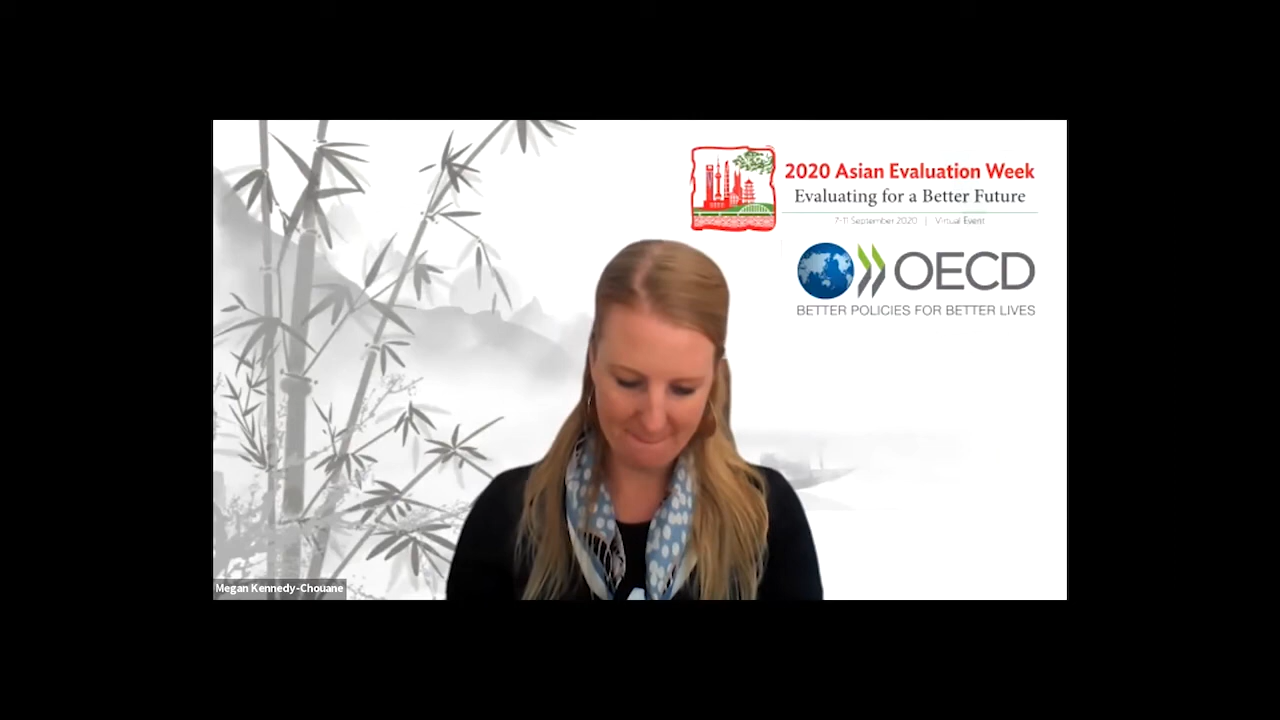 2020 Asian Evaluation Week
Evaluating for a Better Future
7-11 September 2020 | Virtual Event
OECD
BETTER POLICIES FOR BETTER LIVES
Megan Kennedy-Chouane